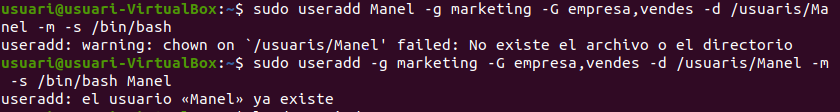 usuari@usuari-VirtualBox:~$ sudo useradd Manel -g marketing -G empresa,vendes -d /usuaris/Ma
nel -m -s /bin/bash
useradd: warning: chown on `/usuaris/Manel' failed: No existe el archivo o el directorio
usuari@usuari-VirtualBox:~$ sudo useradd -g marketing -G empresa,vendes -d /usuaris/Manel -m
 -s /bin/bash Manel
useradd: el usuario «Manel» ya existe